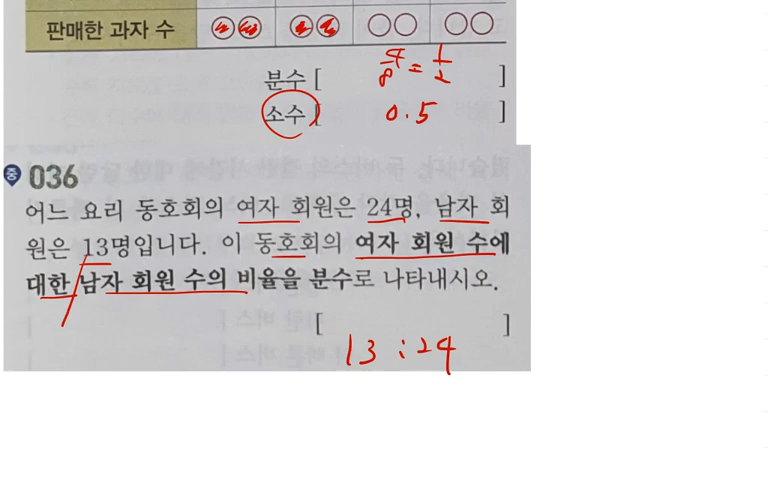 판매한 과자 수
분수 [ 4/8 = 1/2 ]
소수 [ 0.5 ]
중 036
어느 요리 동호회의 여자 회원은 24명, 남자 회
원은 13명입니다. 이 동호회의 여자 회원 수에
대한 남자 회원 수의 비율을 분수로 나타내시오.
[ ]
13 : 24